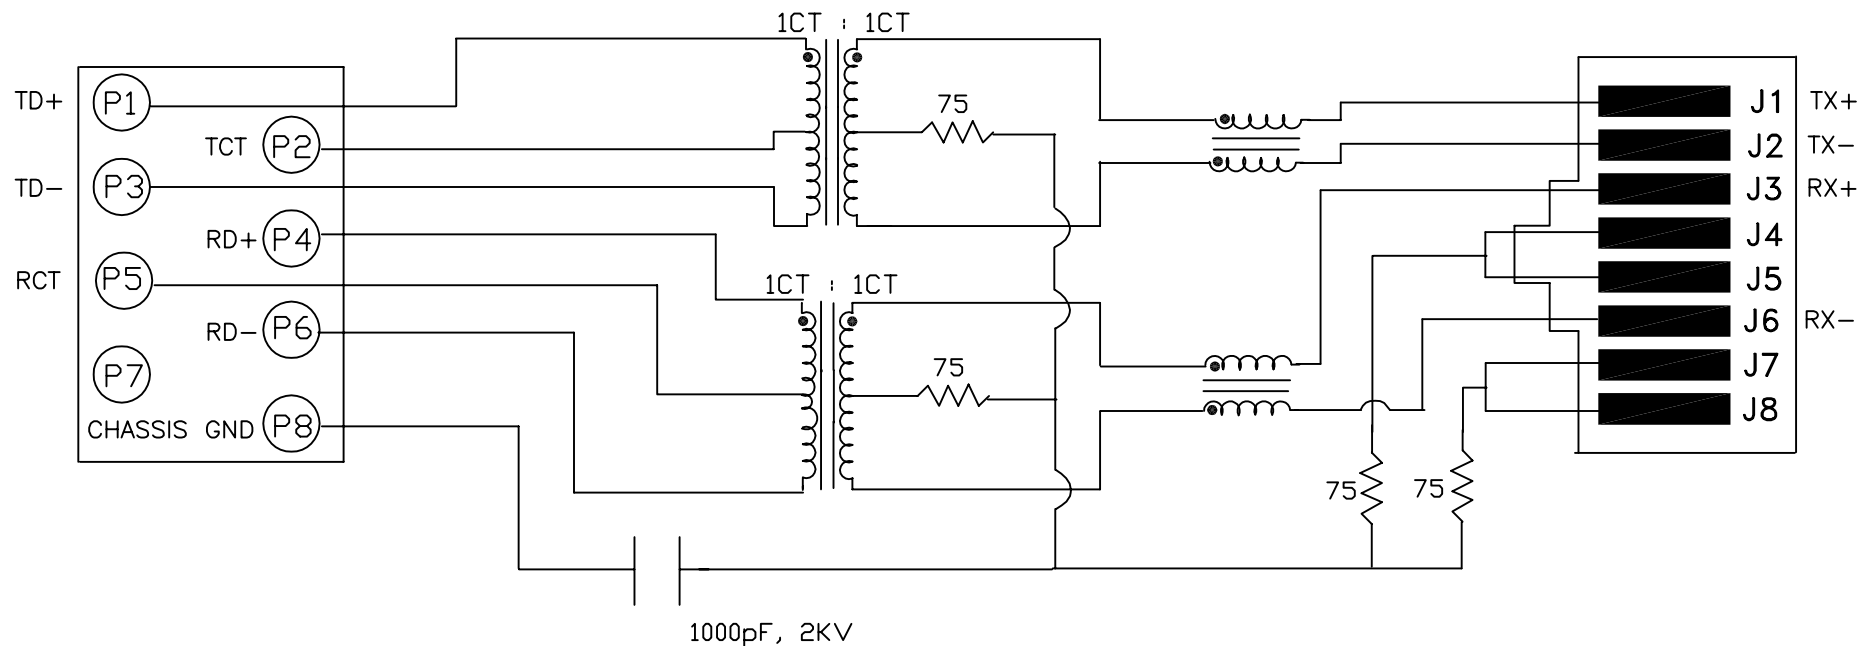 1CT : 1CT
TD+ P1
TCT P2
TD- P3
RD+ P4
RCT P5
RD- P6
P7
CHASSIS GND P8
75
1CT : 1CT
75
J1 TX+
J2 TX-
J3 RX+
J4
J5
J6 RX-
J7
J8
75
75
1000pF, 2KV